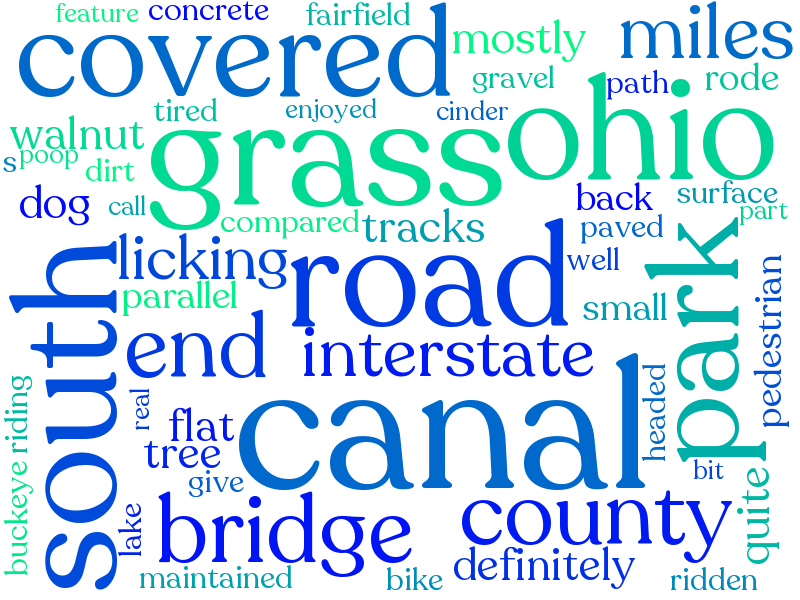 feature
concrete
fairfield
covered
mostly
miles
gravel
path
rode
tired
enjoyed
cinder
ohio
walnut
grass
s
poop
dirt
dog
call
compared
tracks
back
surface
part
paved
licking
road
well
park
south
parallel
small
pedestrian
end
interstate
canal
headed
real
flat
tree
riding
buckeye
give
bit
quite
lake
bridge
county
definitely
maintained
bike
ridden